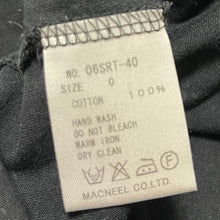 NO. 06SRT-40
SIZE 0
COTTON 100%
HAND WASH
DO NOT BLEACH
WARM IRON
DRY CLEAN
MACNEEL CO.LTD.